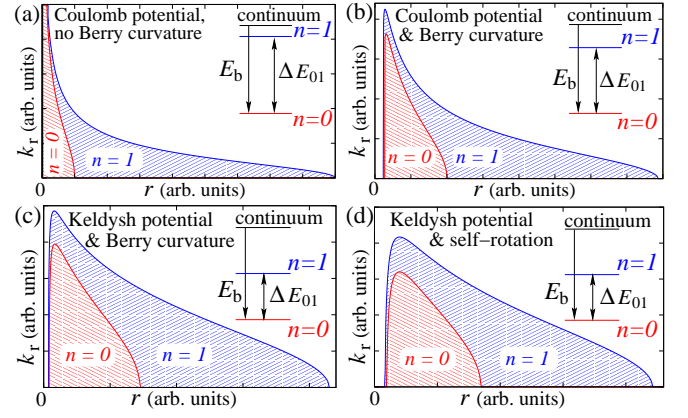 (a)
Coulomb potential,
no Berry curvature
continuum
n=1
E_b
ΔE_01
n=0
n = 0
n = 1
k_r (arb. units)
0
r (arb. units)
(b)
Coulomb potential
& Berry curvature
continuum
n=1
E_b
ΔE_01
n=0
n = 0
n = 1
k_r (arb. units)
0
r (arb. units)
(c)
Keldysh potential
& Berry curvature
continuum
n=1
E_b
ΔE_01
n=0
n = 0
n = 1
k_r (arb. units)
0
r (arb. units)
(d)
Keldysh potential
& self−rotation
continuum
n=1
E_b
ΔE_01
n=0
n = 0
n = 1
k_r (arb. units)
0
r (arb. units)